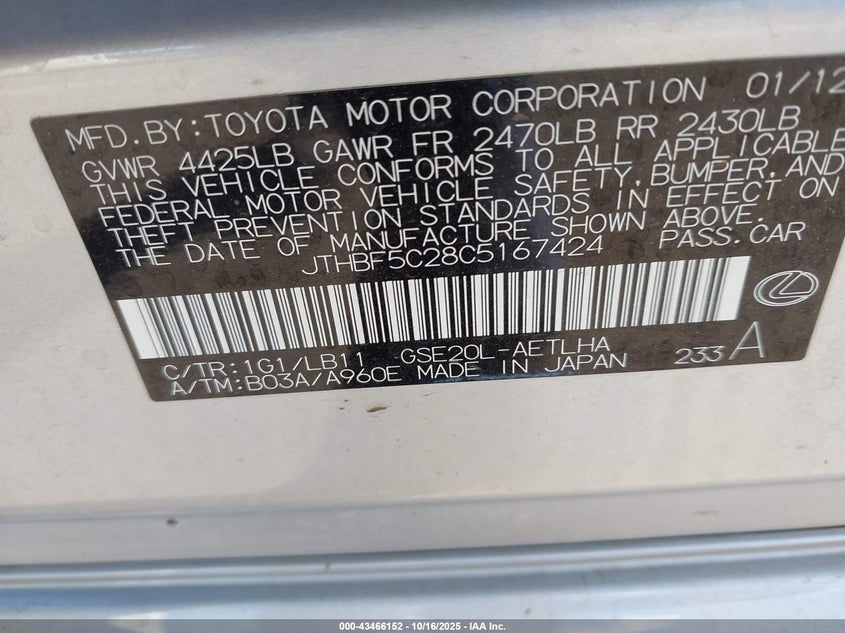 MFD. BY: TOYOTA MOTOR CORPORATION 01/12
GVWR 4425LB GAWR FR 2470LB RR 2430LB
THIS VEHICLE CONFORMS TO ALL APPLICABLE
FEDERAL MOTOR VEHICLE SAFETY, BUMPER, AND
THEFT PREVENTION STANDARDS IN EFFECT ON
THE DATE OF MANUFACTURE SHOWN ABOVE.
JTHBF5C28C5167424 PASS. CAR
C/TR: 1G1/LB11 GSE20L-AETLHA 233 A
A/TM: B03A/A960E MADE IN JAPAN
000-43466152 - 10/16/2025 - IAA Inc.